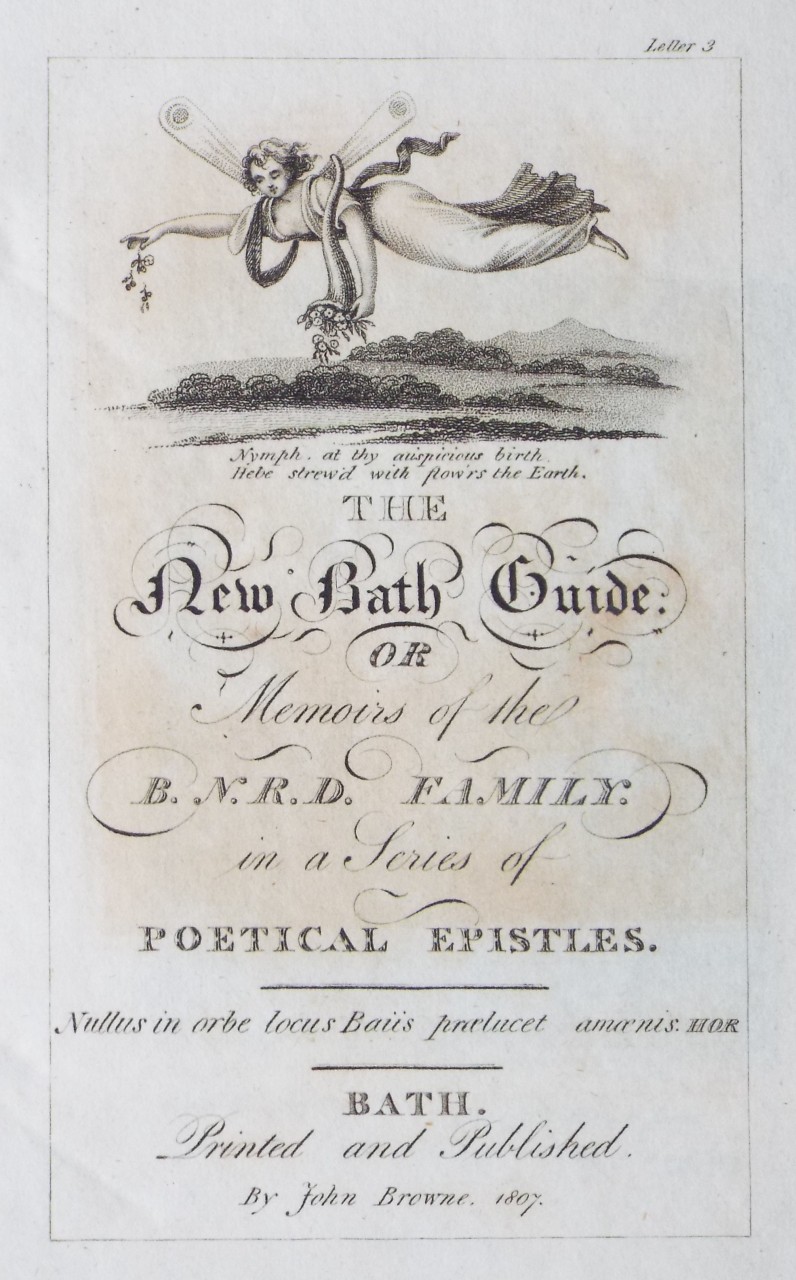 Letter 3
Nymph. at thy auspicious birth
Hebe strew'd with flow'rs the Earth.
THE
New Bath Guide:
OR
Memoirs of the
B. N. R. D. FAMILY.
in a Series of
POETICAL EPISTLES.
Nullus in orbe locus Baiis prælucet amœnis. HOR
BATH.
Printed and Published.
By John Browne. 1807.